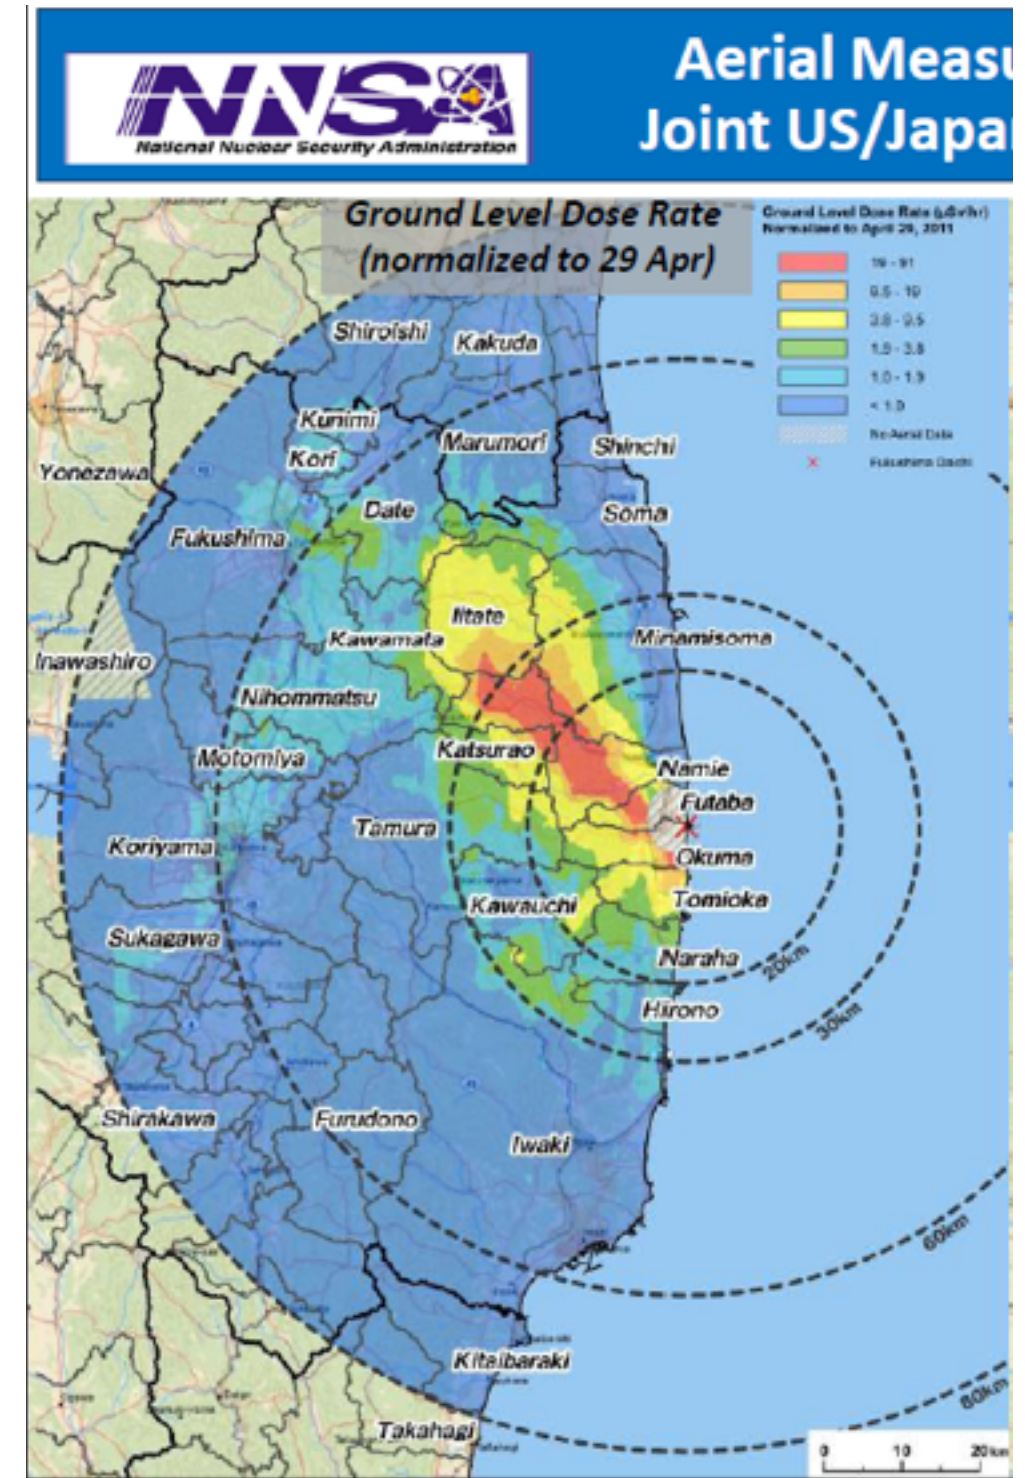 NNSA
National Nuclear Security Administration
Aerial Measu
Joint US/Japa
Ground Level Dose Rate
(normalized to 29 Apr)
Ground Level Dose Rate (µSv/hr)
Normalized to April 29, 2011
19 - 91
9.5 - 19
3.8 - 9.5
1.9 - 3.8
1.0 - 1.9
< 1.0
No Aerial Data
Fukushima Daiichi
Shiroishi
Kakuda
Kunimi
Marumori
Shinchi
Kori
Yonezawa
Date
Soma
Fukushima
Iitate
Kawamata
Minamisoma
Inawashiro
Nihommatsu
Motomiya
Katsurao
Namie
Futaba
Tamura
Koriyama
Okuma
Kawauchi
Tomioka
Sukagawa
Naraha
20km
Hirono
30km
Shirakawa
Furudono
Iwaki
60km
Kitaibaraki
80km
Takahagi
0 10 20 km